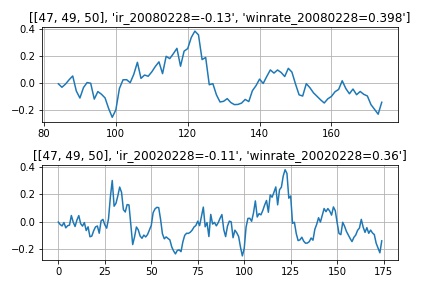 [[47, 49, 50], 'ir_20080228=-0.13', 'winrate_20080228=0.398']
0.4
0.2
0.0
−0.2
80 100 120 140 160
[[47, 49, 50], 'ir_20020228=-0.11', 'winrate_20020228=0.36']
0.4
0.2
0.0
−0.2
0 25 50 75 100 125 150 175